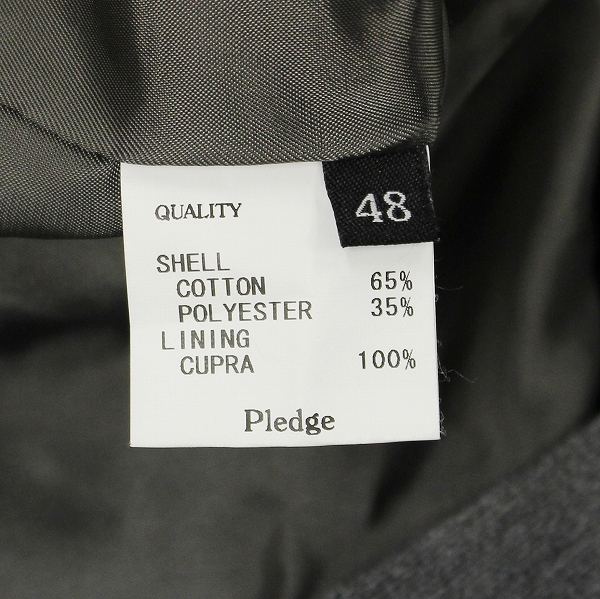 QUALITY
48
SHELL
COTTON 65%
POLYESTER 35%
LINING
CUPRA 100%
Pledge